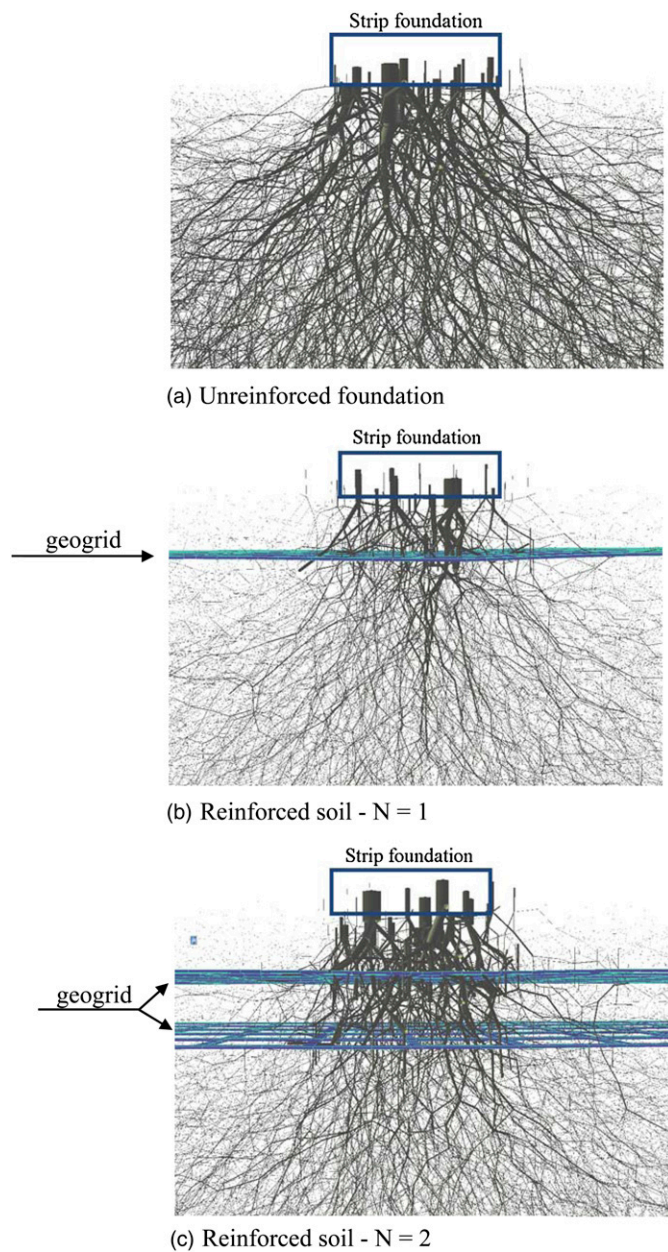 Strip foundation
(a) Unreinforced foundation
Strip foundation
geogrid
(b) Reinforced soil - N = 1
Strip foundation
geogrid
(c) Reinforced soil - N = 2